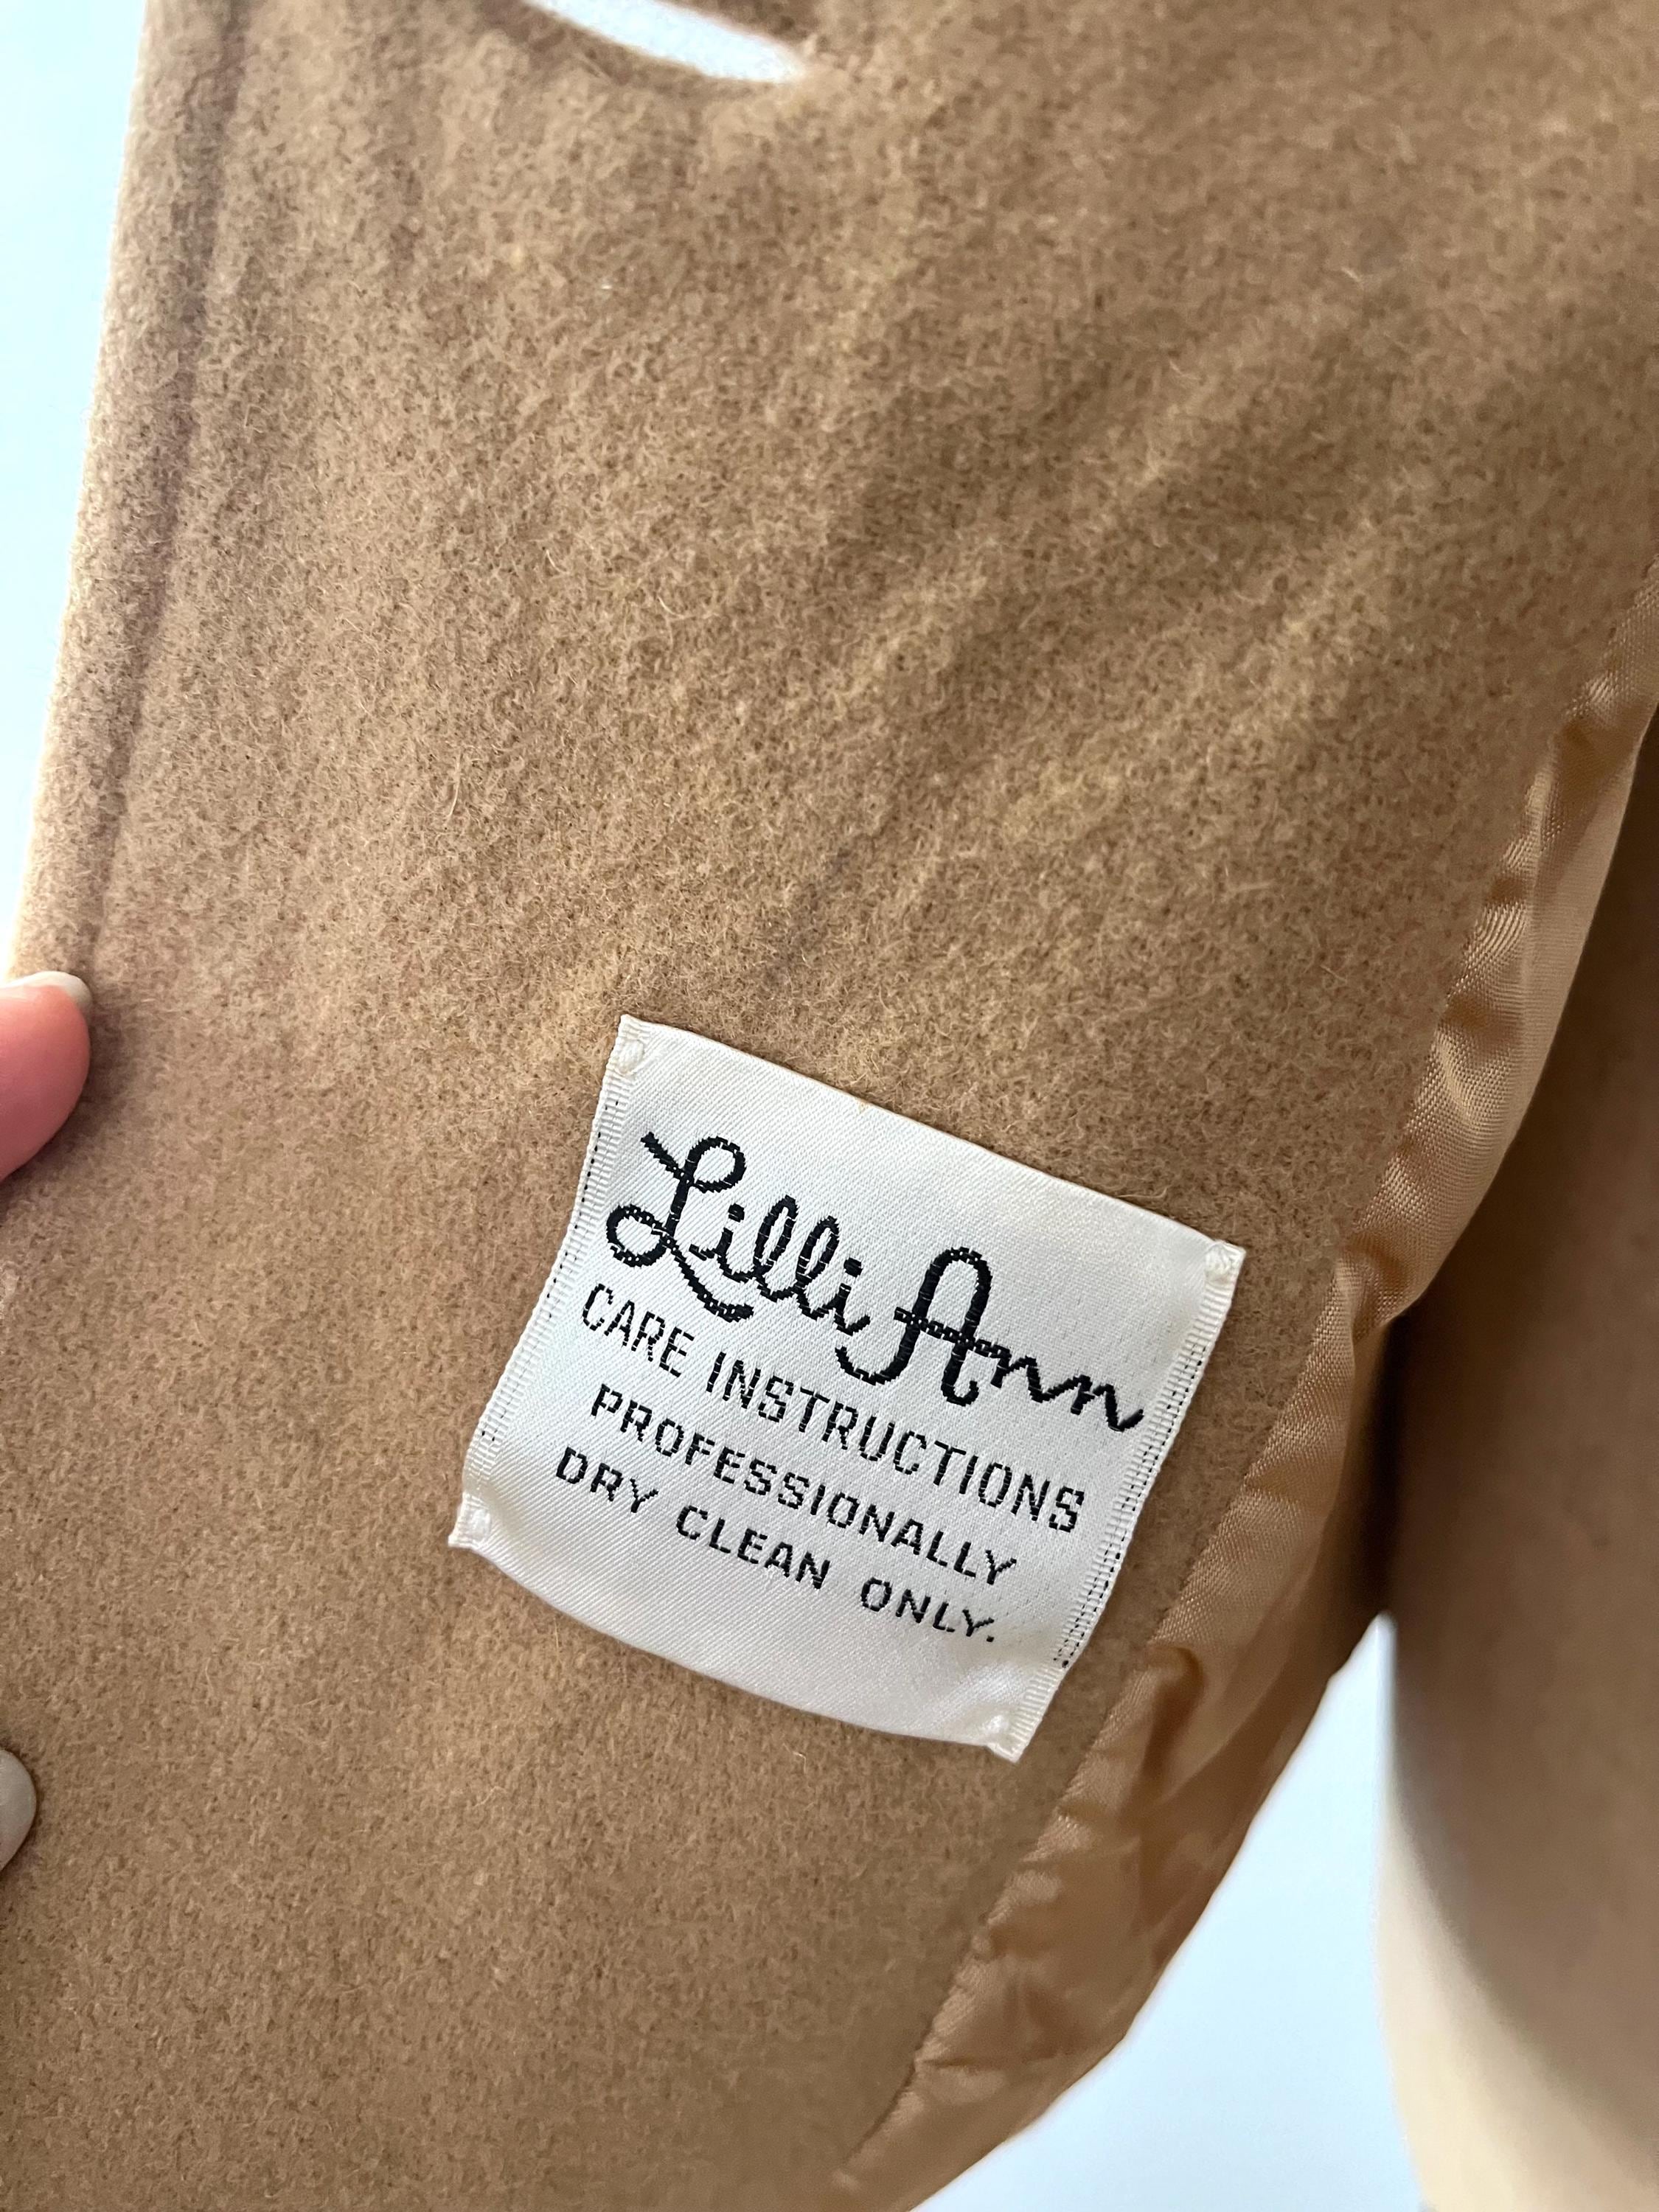 Lilli Ann
CARE INSTRUCTIONS
PROFESSIONALLY
DRY CLEAN ONLY.